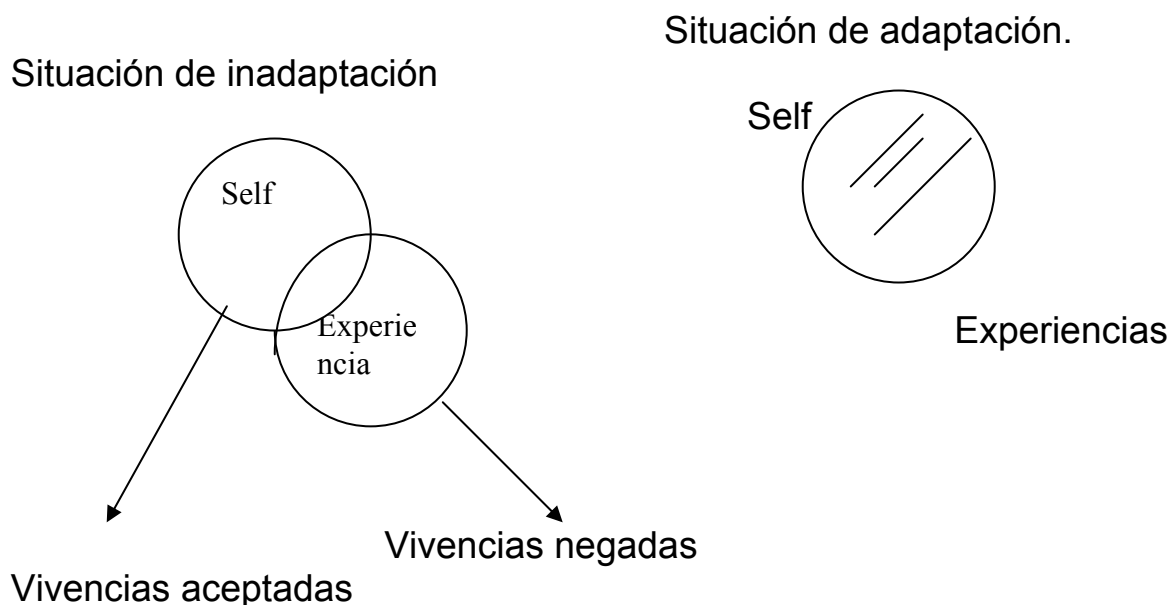 Situación de adaptación.
Situación de inadaptación
Self
Self
Experie
ncia
Experiencias
Vivencias negadas
Vivencias aceptadas